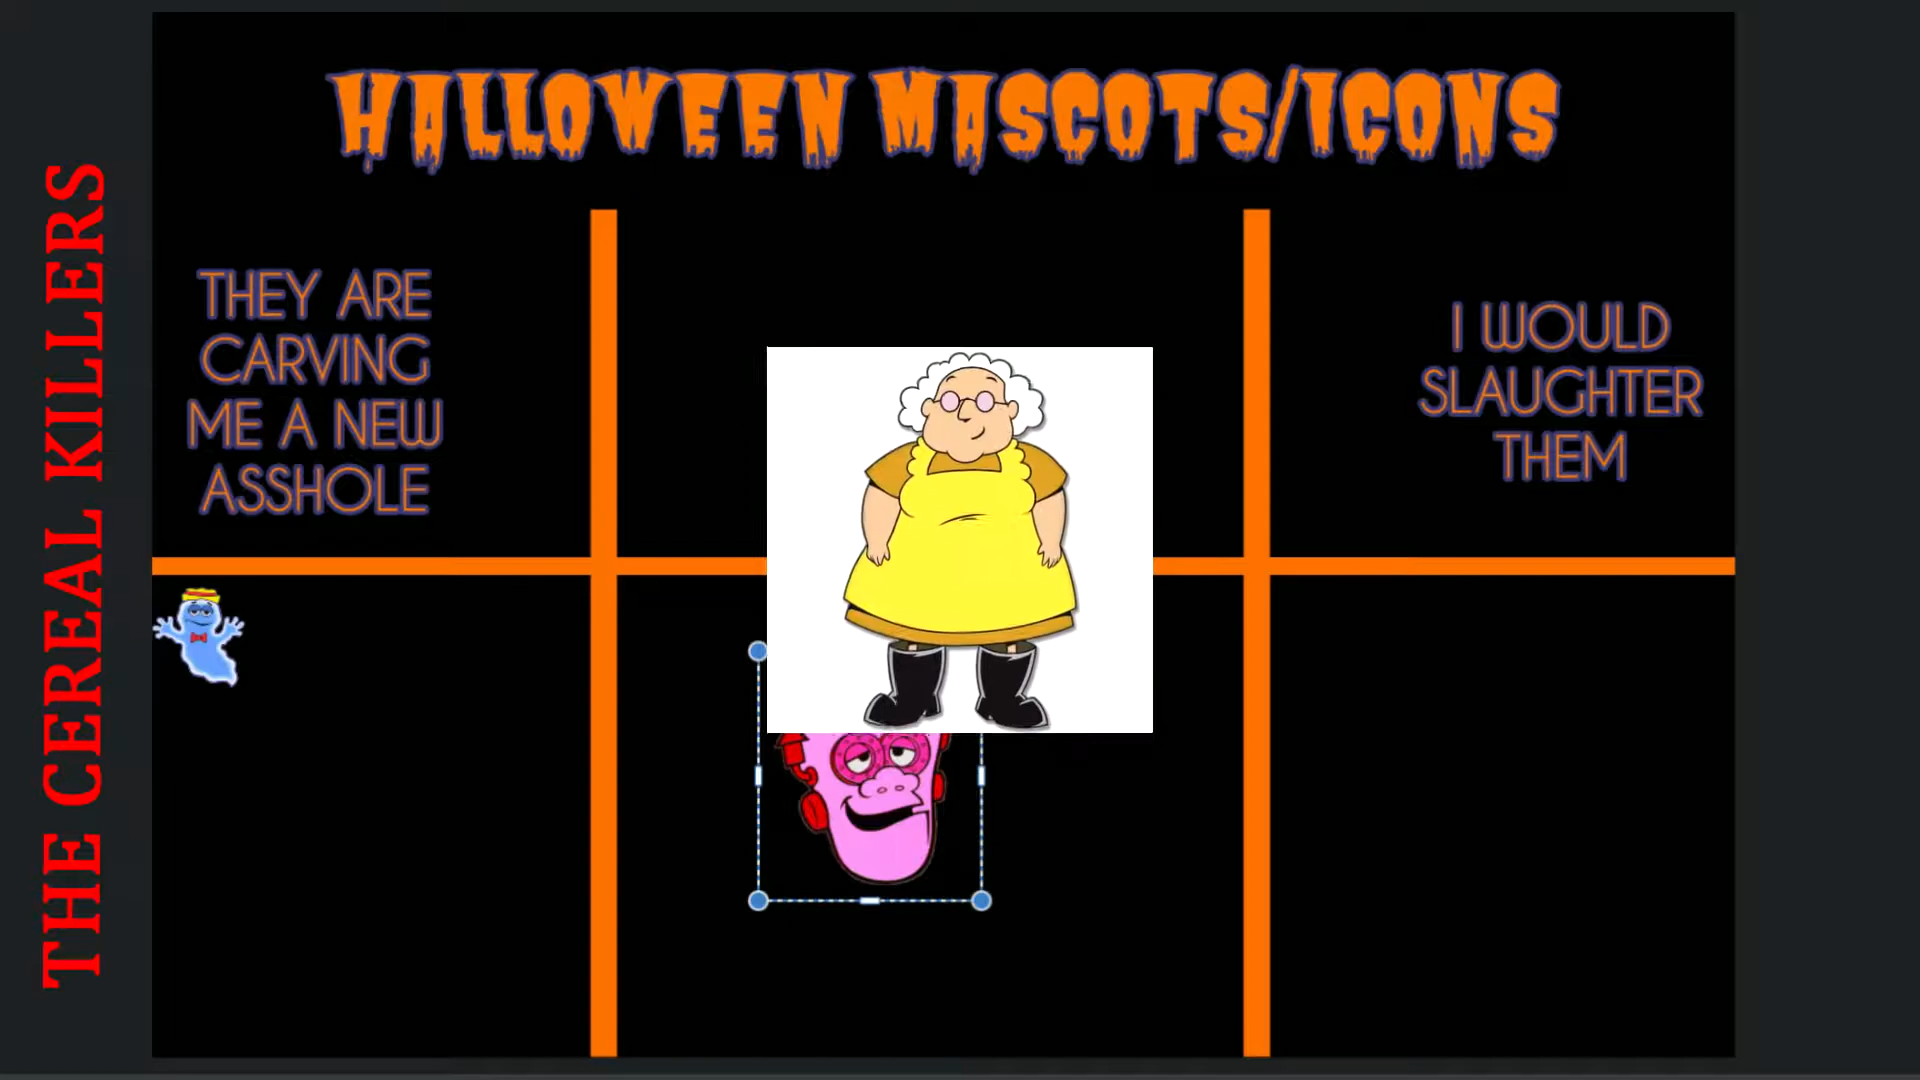 HALLOWEEN MASCOTS/ICONS
THE CEREAL KILLERS
THEY ARE
CARVING
ME A NEW
ASSHOLE
I WOULD
SLAUGHTER
THEM